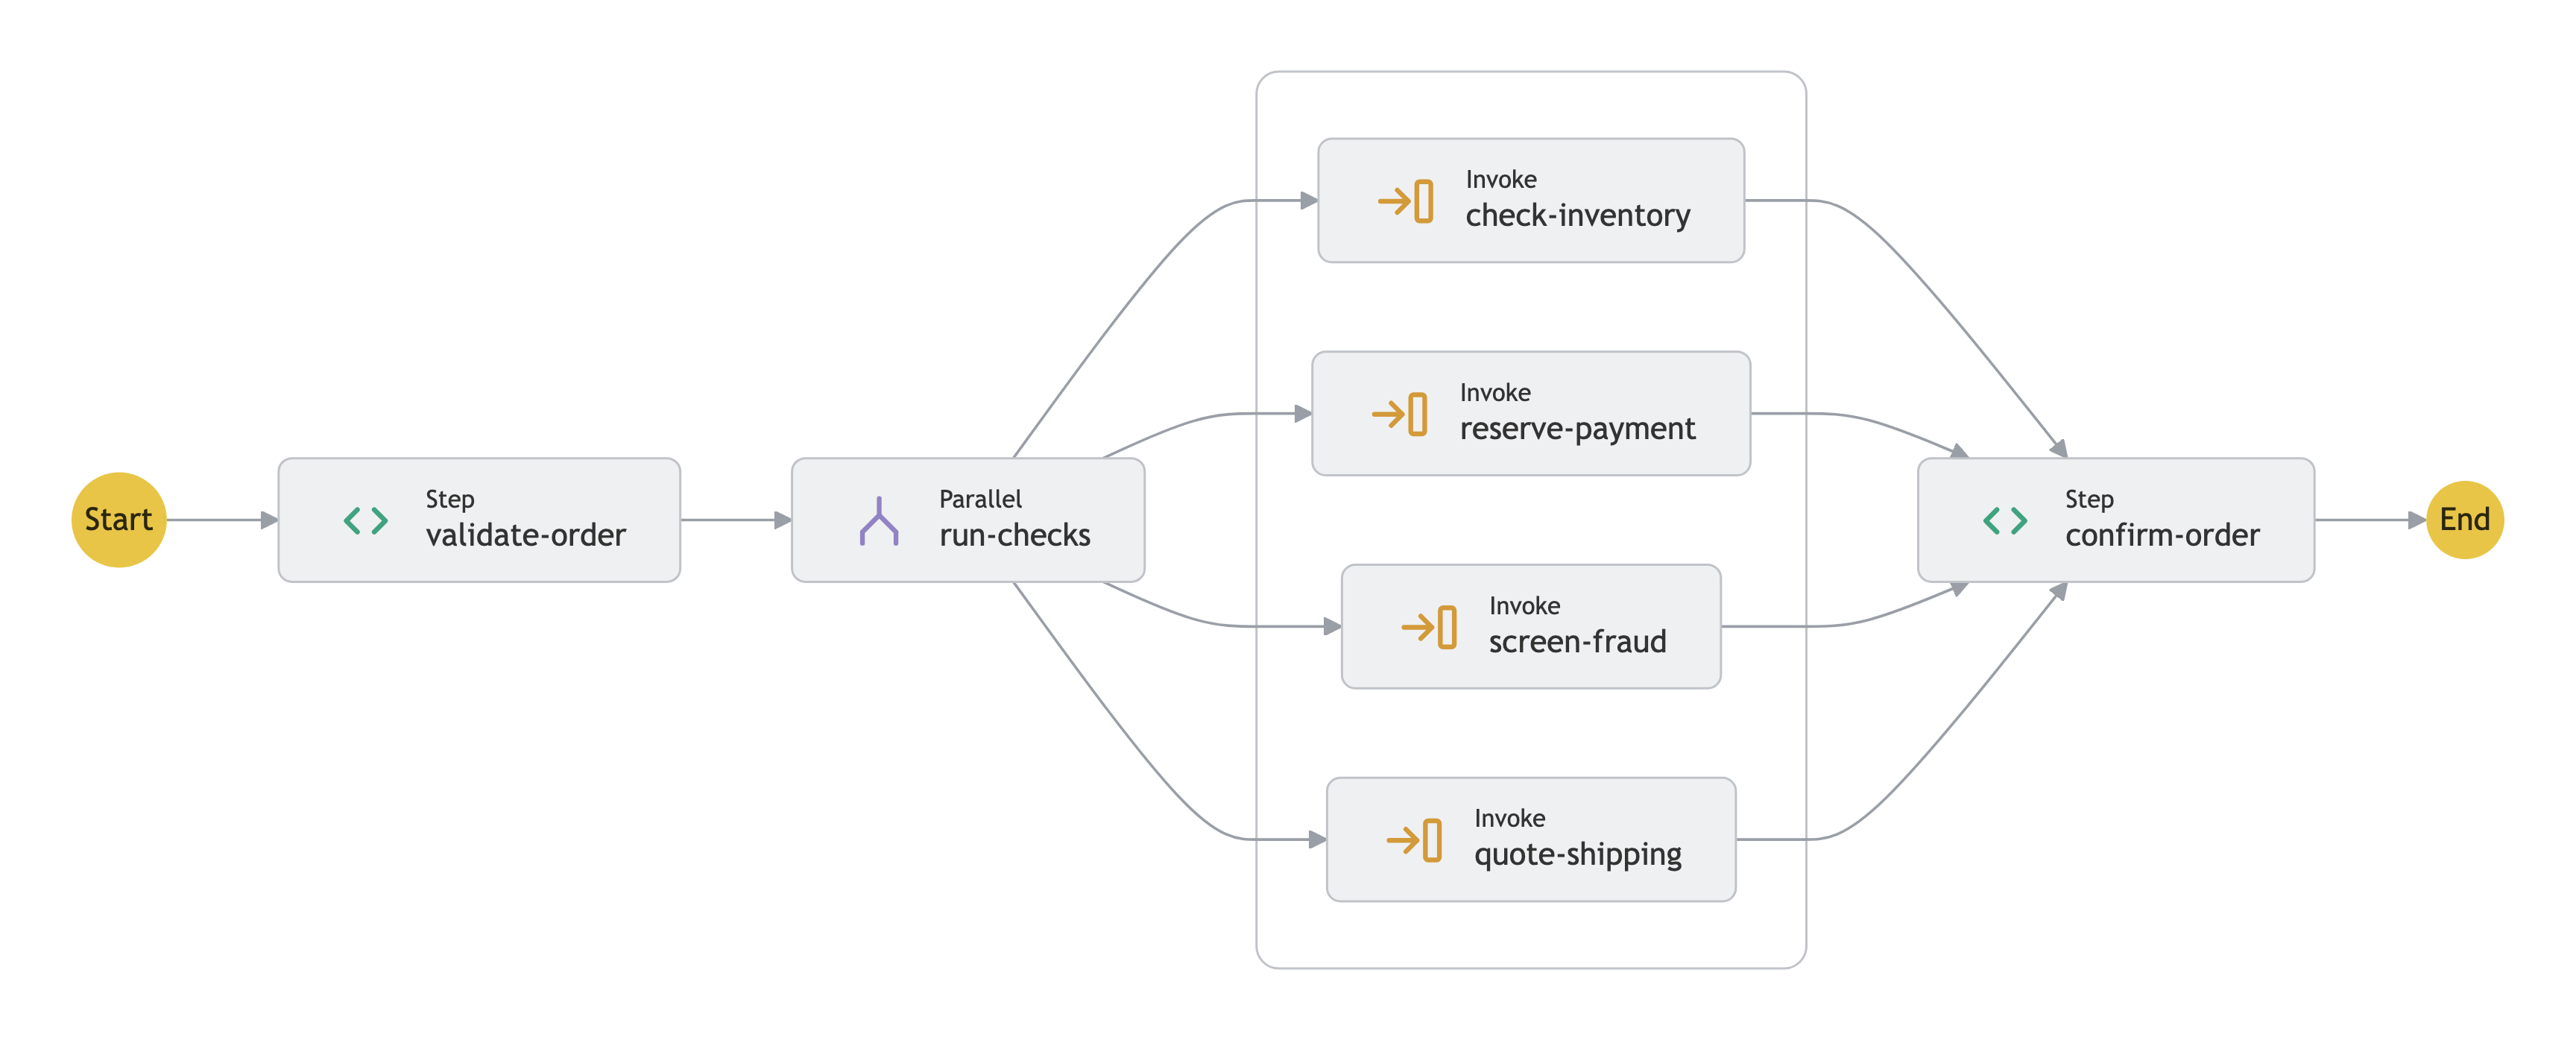 Start
Step
validate-order
Parallel
run-checks
Invoke
check-inventory
Invoke
reserve-payment
Invoke
screen-fraud
Invoke
quote-shipping
Step
confirm-order
End